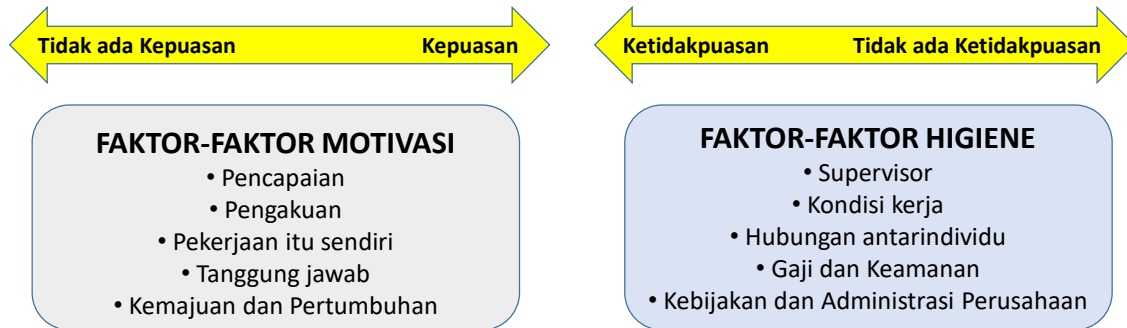 Tidak ada Kepuasan Kepuasan
Ketidakpuasan Tidak ada Ketidakpuasan
FAKTOR-FAKTOR MOTIVASI
• Pencapaian
• Pengakuan
• Pekerjaan itu sendiri
• Tanggung jawab
• Kemajuan dan Pertumbuhan
FAKTOR-FAKTOR HIGIENE
• Supervisor
• Kondisi kerja
• Hubungan antarindividu
• Gaji dan Keamanan
• Kebijakan dan Administrasi Perusahaan